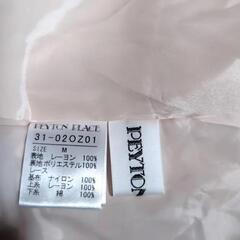 PEYTON PLACE
31-02OZ01
SIZE M
表地 レーヨン 100%
裏地 ポリエステル 100%
レース
基布 ナイロン 100%
上糸 レーヨン 100%
下糸 綿 100%
PEYTON